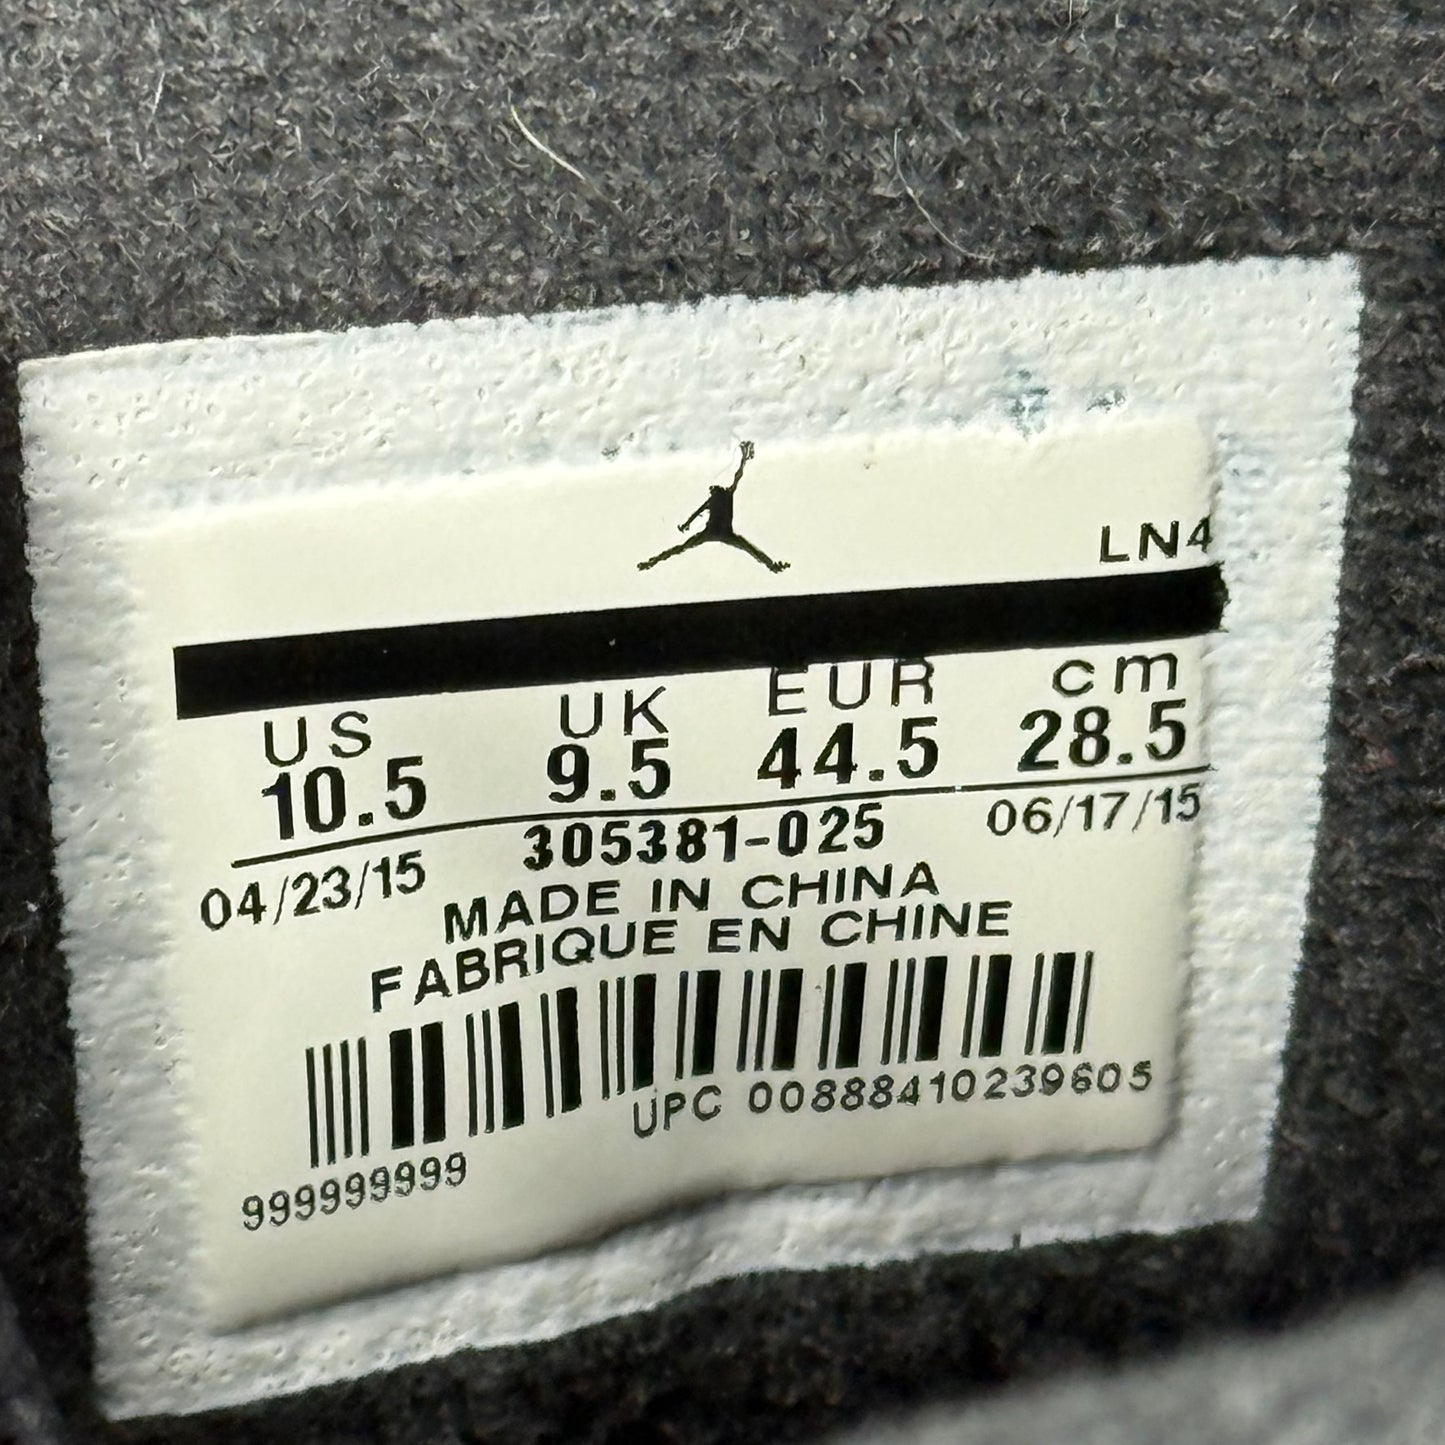 LN4
US UK EUR cm
10.5 9.5 44.5 28.5
04/23/15 305381-025 06/17/15
MADE IN CHINA
FABRIQUE EN CHINE
UPC 00888410239605
999999999